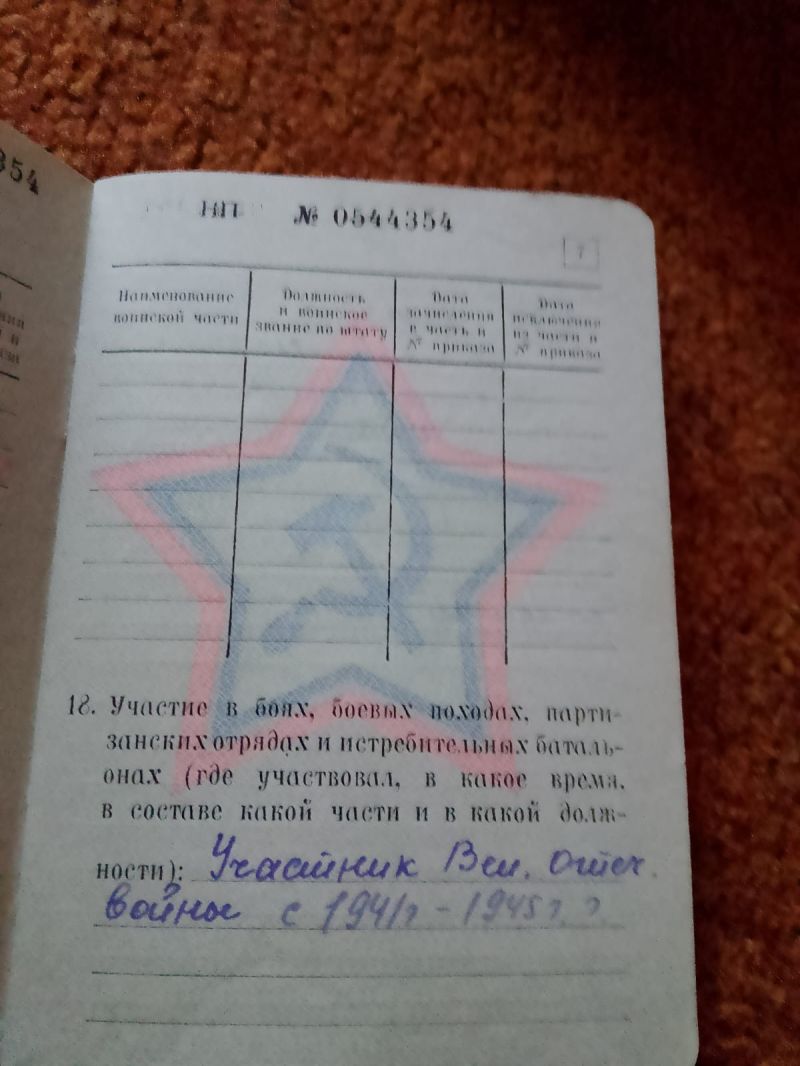 354
НП № 0544354
7
Наименование
воинской части
Должность
и воинское
звание по штату
Дата
зачисления
в часть и
№ приказа
Дата
исключения
из части и
№ приказа
18. Участие в боях, боевых походах, парти-
занских отрядах и истребительных баталь-
онах (где участвовал, в какое время,
в составе какой части и в какой долж-
ности): Участник Вел. Отеч.
войны с 1941г - 1945г.г